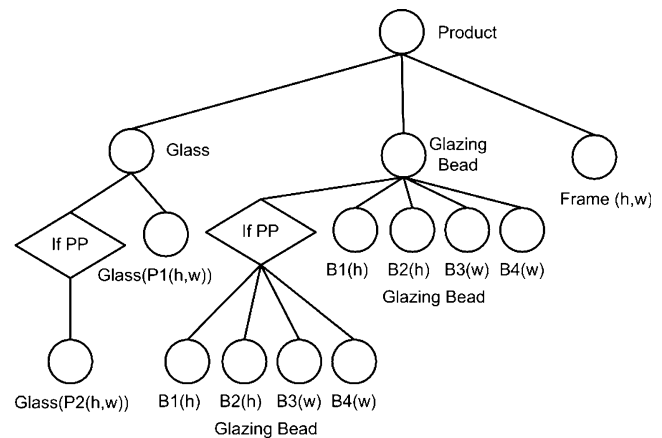 Product
Glass
Glazing
Bead
Frame (h,w)
If PP
If PP
Glass(P1(h,w))
B1(h) B2(h) B3(w) B4(w)
Glazing Bead
Glass(P2(h,w))
B1(h) B2(h) B3(w) B4(w)
Glazing Bead